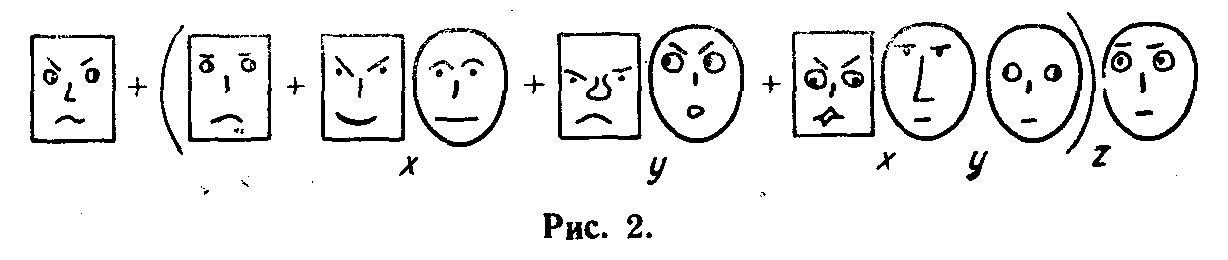 + ( + + + )
x y x y z
Рис. 2.